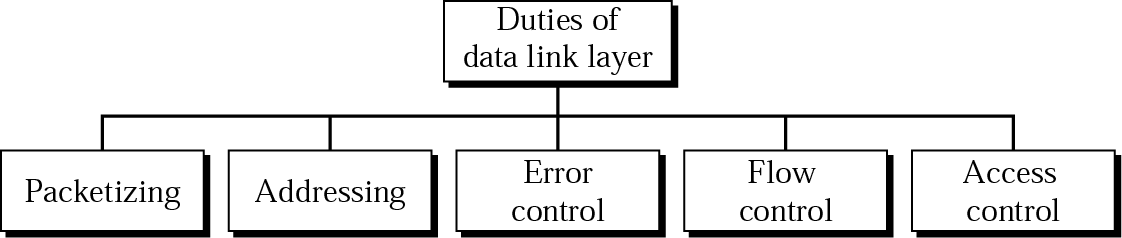 Duties of
data link layer
Packetizing
Addressing
Error
control
Flow
control
Access
control